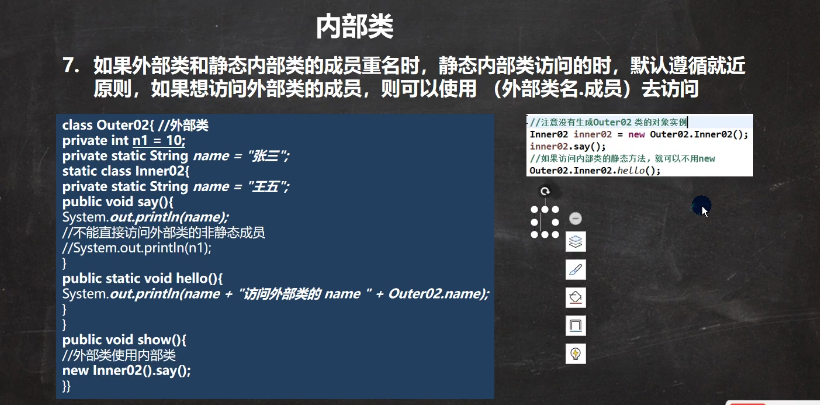 内部类
7. 如果外部类和静态内部类的成员重名时，静态内部类访问的时，默认遵循就近
原则，如果想访问外部类的成员，则可以使用 （外部类名.成员）去访问
class Outer02{ //外部类
private int n1 = 10;
private static String name = "张三";
static class Inner02{
private static String name = "王五";
public void say(){
System.out.println(name);
//不能直接访问外部类的非静态成员
//System.out.println(n1);
}
public static void hello(){
System.out.println(name + "访问外部类的 name " + Outer02.name);
}
}
public void show(){
//外部类使用内部类
new Inner02().say();
}}
//注意没有生成Outer02 类的对象实例
Inner02 inner02 = new Outer02.Inner02();
inner02.say();
//如果访问内部类的静态方法，就可以不用new
Outer02.Inner02.hello();